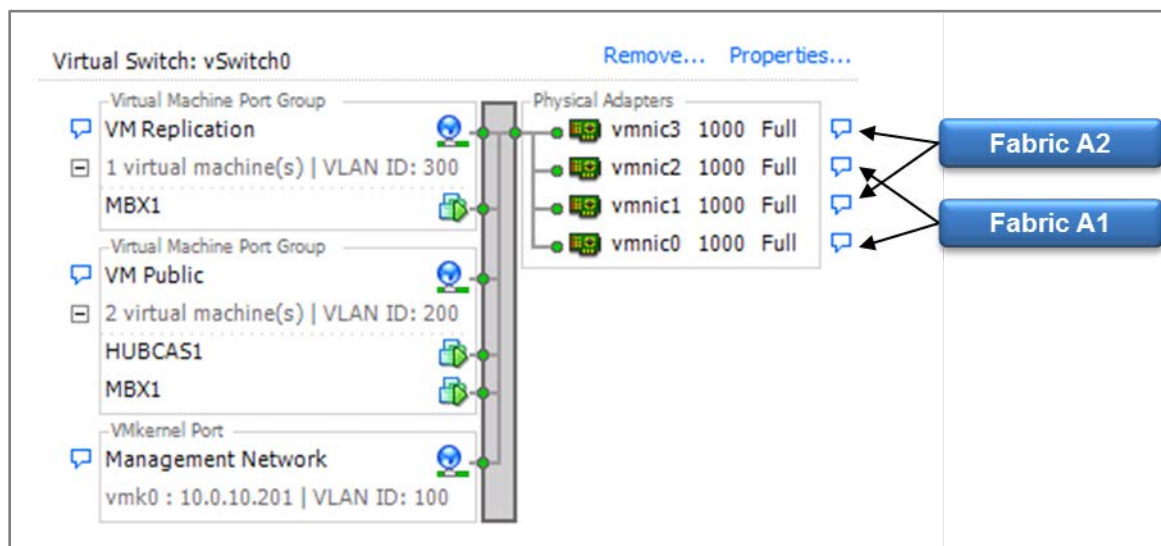 Virtual Switch: vSwitch0
Remove... Properties...
Virtual Machine Port Group
VM Replication
1 virtual machine(s) | VLAN ID: 300
MBX1
Virtual Machine Port Group
VM Public
2 virtual machine(s) | VLAN ID: 200
HUBCAS1
MBX1
VMkernel Port
Management Network
vmk0 : 10.0.10.201 | VLAN ID: 100
Physical Adapters
vmnic3 1000 Full
vmnic2 1000 Full
vmnic1 1000 Full
vmnic0 1000 Full
Fabric A2
Fabric A1